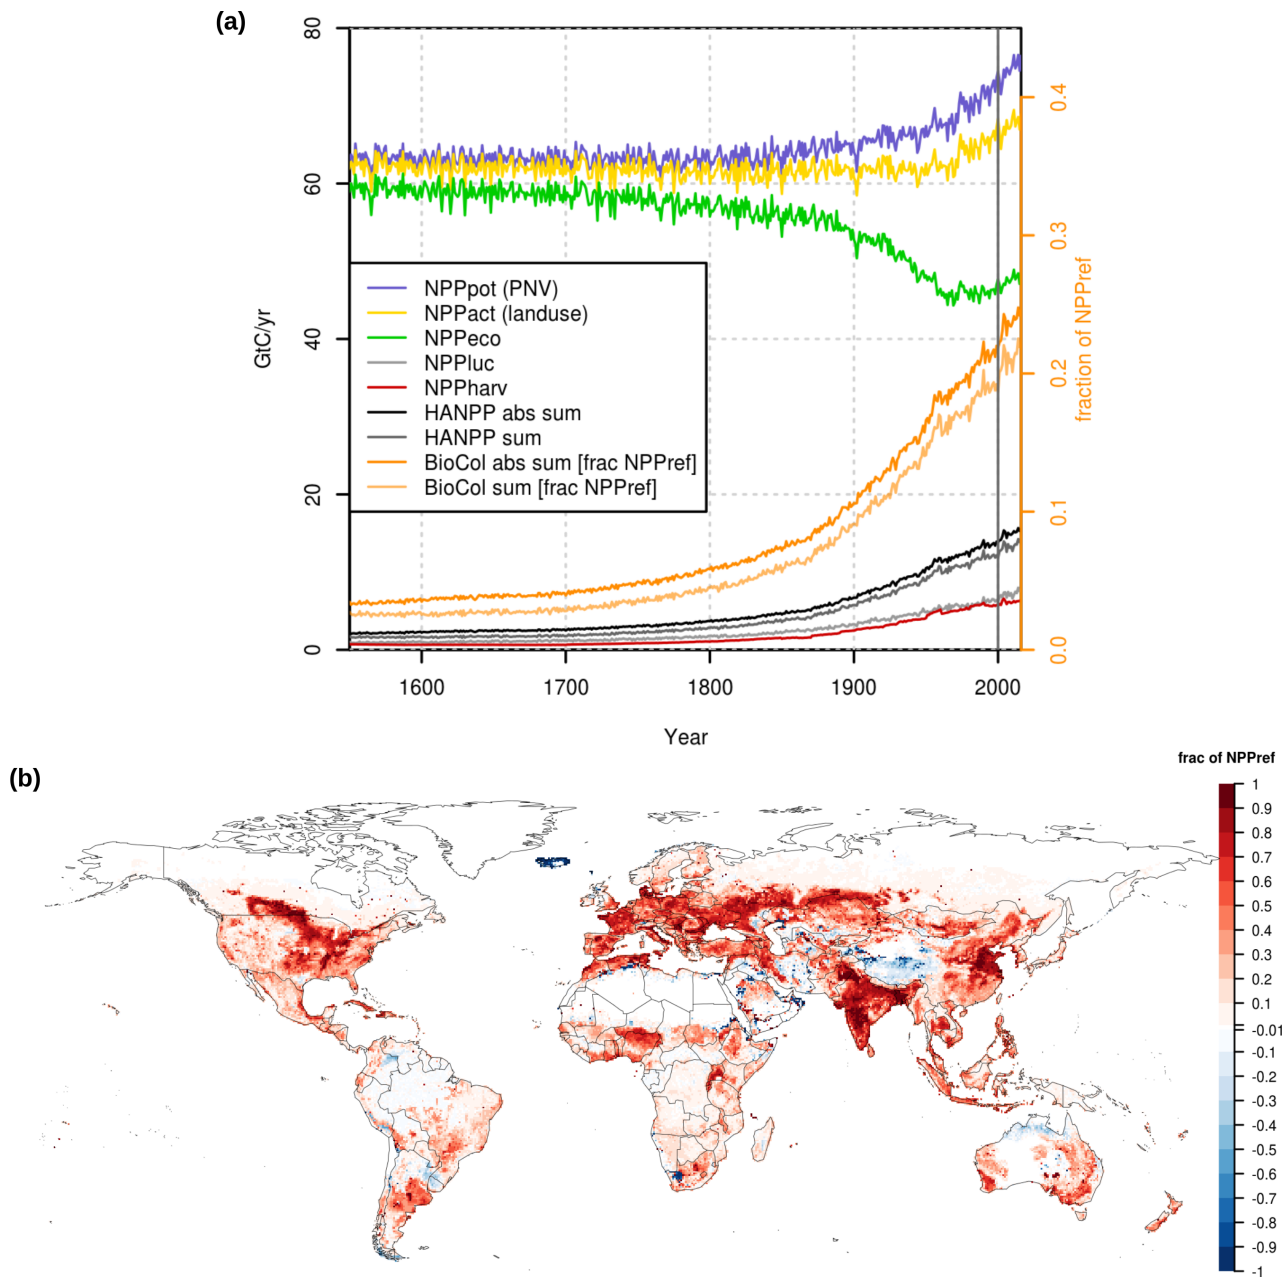 (a)
80
60
40
20
0
GtC/yr
NPPpot (PNV)
NPPact (landuse)
NPPeco
NPPluc
NPPharv
HANPP abs sum
HANPP sum
BioCol abs sum [frac NPPref]
BioCol sum [frac NPPref]
0.4
0.3
0.2
0.1
0.0
fraction of NPPref
1600 1700 1800 1900 2000
Year
(b)
frac of NPPref
1
0.9
0.8
0.7
0.6
0.5
0.4
0.3
0.2
0.1
-0.01
-0.1
-0.2
-0.3
-0.4
-0.5
-0.6
-0.7
-0.8
-0.9
-1